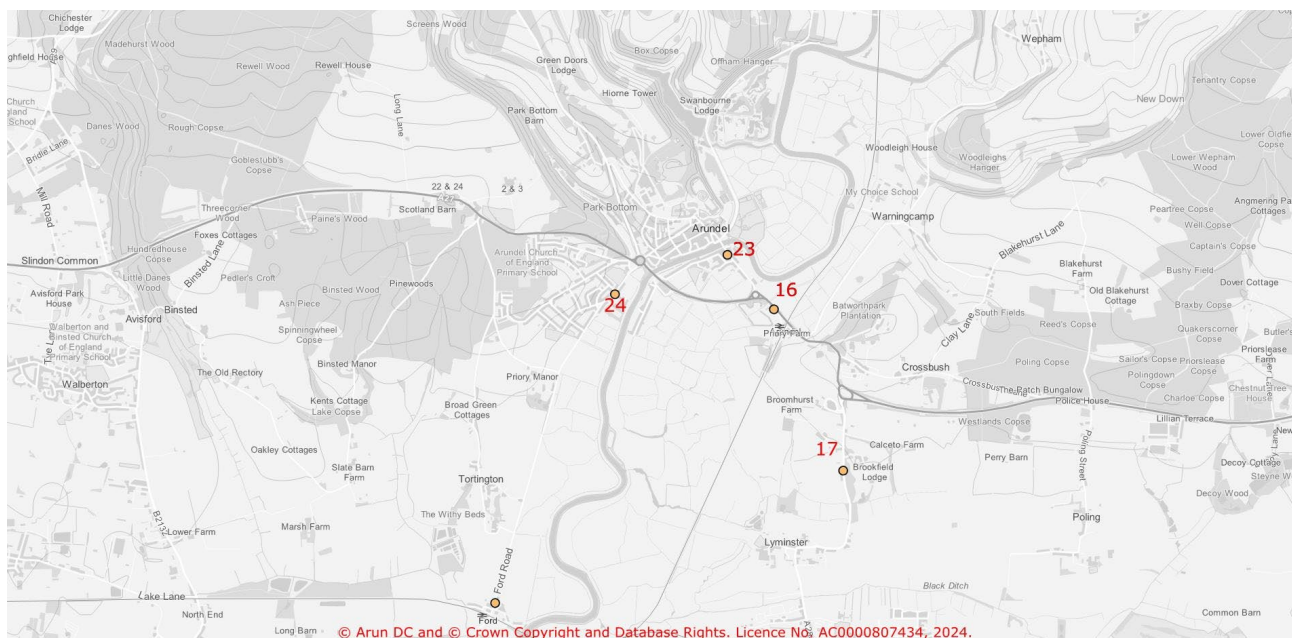 Chichester
Lodge
Madehurst Wood
ghfield House
Rewell Wood
Rewell House
Screens Wood
Green Doors
Lodge
Box Copse
Offham Hanger
Wepham
Tenantry Copse
New Down
Hiorne Tower
Swanbourne
Lodge
Church
ngland
School
Danes Wood
Rough Copse
Long Lane
Park Bottom
Barn
Lower Oldfie
Copse
Bridle Lane
Goblestubb's
Copse
Woodleigh House
Woodleighs
Hanger
Lower Wepham
Wood
Mill Road
22 & 24
2 & 3
My Choice School
Angmering Pa
Cottages
Threecorner
Wood
Paine's Wood
Scotland Barn
Park Bottom
Peartree Copse
Well Copse
Foxes Cottages
Arundel
Warningcamp
Captain's Copse
Hundredhouse
Copse
Binsted Lane
Arundel Church
of England
Primary School
23
Blakehurst Lane
Slindon Common
Little Danes
Wood
Pedler's Croft
Pinewoods
Blakehurst
Farm
Bushy Field
Dover Cottage
Avisford Park
House
Ash Piece
Binsted Wood
24
16
Batworthpark
Plantation
Old Blakehurst
Cottage
Braxby Copse
Avisford
Binsted
Spinningwheel
Copse
Clay Lane
South Fields
Reed's Copse
Quakerscorner
Wood
Butler's
Walberton and
Binsted Church
of England
Primary School
Priory Farm
Binsted Manor
Poling Copse
Sailor's Copse
Polingdown
Copse
Priorslease
Copse
Priorslease
Farm
Walberton
The Old Rectory
Priory Manor
Crossbush
Kents Cottage
Lake Copse
Broad Green
Cottages
Broomhurst
Farm
The Patch Bungalow
Police House
Charlee Copse
Chestnut Tree
House
Lillian Terrace
Westlands Copse
Oakley Cottages
17
Calceto Farm
Perry Barn
Poling Street
Slate Barn
Farm
Tortington
Brookfield
Lodge
Decoy Cottage
Decoy Wood
B2132
Lower Farm
Marsh Farm
The Withy Beds
Poling
Lyminster
Ford Road
Black Ditch
Lake Lane
North End
Long Barn
Ford
Common Barn
© Arun DC and © Crown Copyright and Database Rights. Licence No. AC0000807434, 2024.